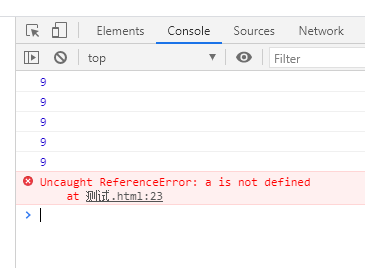 Elements Console Sources Network
top Filter
9
9
9
9
9
Uncaught ReferenceError: a is not defined
at 测试.html:23